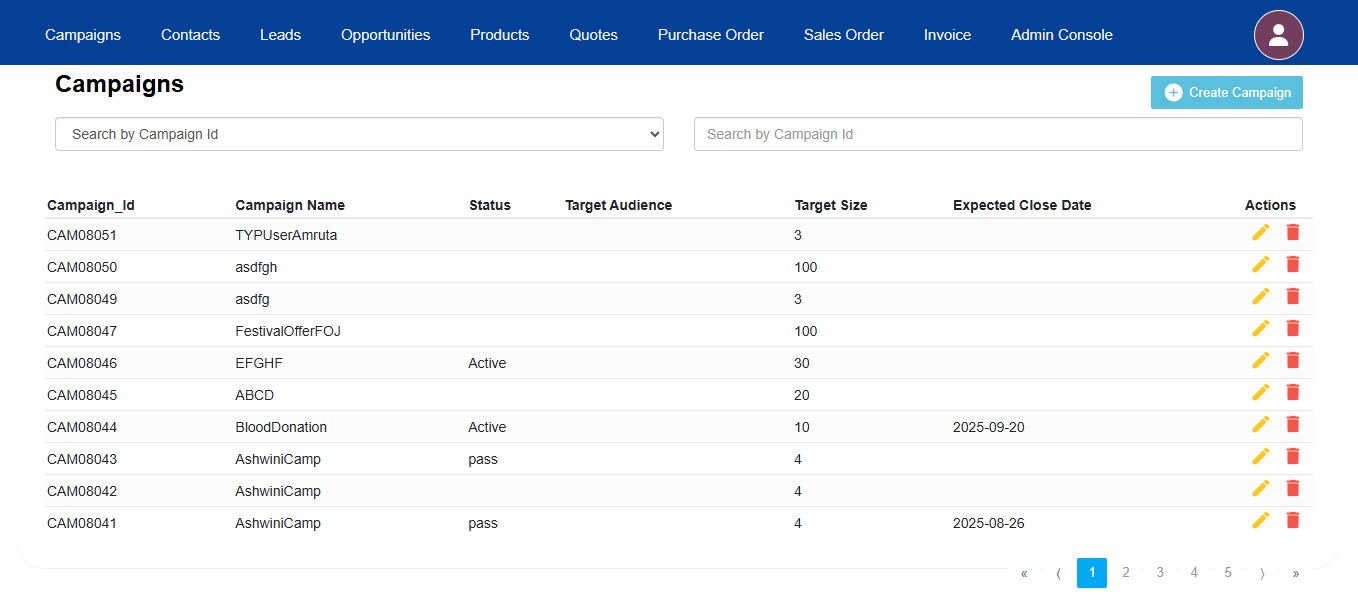 Campaigns Contacts Leads Opportunities Products Quotes Purchase Order Sales Order Invoice Admin Console
Campaigns
Create Campaign
Search by Campaign Id Search by Campaign Id
Campaign_Id Campaign Name Status Target Audience Target Size Expected Close Date Actions
CAM08051 TYPUserAmruta 3
CAM08050 asdfgh 100
CAM08049 asdfg 3
CAM08047 FestivalOfferFOJ 100
CAM08046 EFGHF Active 30
CAM08045 ABCD 20
CAM08044 BloodDonation Active 10 2025-09-20
CAM08043 AshwiniCamp pass 4
CAM08042 AshwiniCamp 4
CAM08041 AshwiniCamp pass 4 2025-08-26
« ⟨ 1 2 3 4 5 ⟩ »